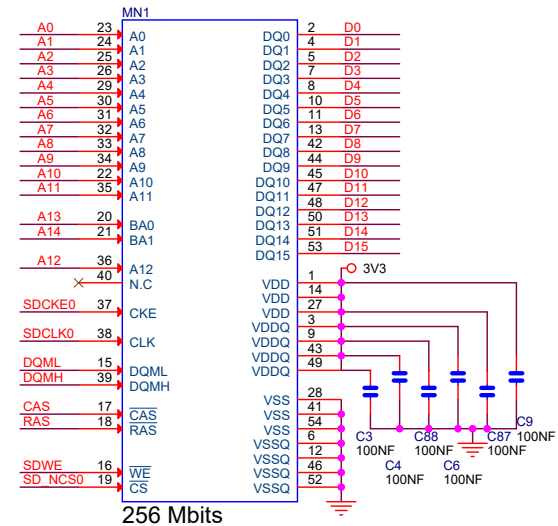 MN1
A0 23 A0 DQ0 2 D0
A1 24 A1 DQ1 4 D1
A2 25 A2 DQ2 5 D2
A3 26 A3 DQ3 7 D3
A4 29 A4 DQ4 8 D4
A5 30 A5 DQ5 10 D5
A6 31 A6 DQ6 11 D6
A7 32 A7 DQ7 13 D7
A8 33 A8 DQ8 42 D8
A9 34 A9 DQ9 44 D9
A10 22 A10 DQ10 45 D10
A11 35 A11 DQ11 47 D11
DQ12 48 D12
A13 20 BA0 DQ13 50 D13
A14 21 BA1 DQ14 51 D14
DQ15 53 D15
A12 36 A12
3V3
40 N.C VDD 1
VDD 14
SDCKE0 37 CKE VDD 27
VDDQ 3
SDCLK0 38 CLK VDDQ 9
VDDQ 43
DQML 15 DQML VDDQ 49
DQMH 39 DQMH
VSS 28
CAS 17 CAS VSS 41
RAS 18 RAS VSS 54
VSSQ 6
VSSQ 12
SDWE 16 WE VSSQ 46
SD_NCS0 19 CS VSSQ 52
C9
C3 C88 C87 100NF
100NF 100NF 100NF
C4 C6
100NF 100NF
256 Mbits